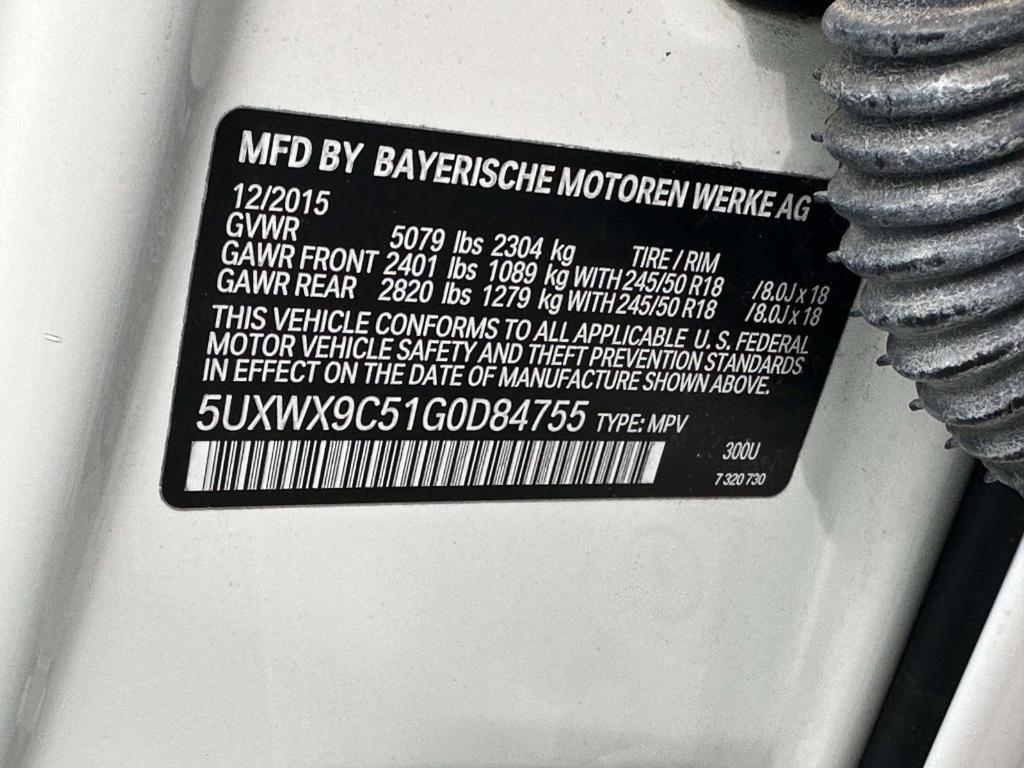 MFD BY BAYERISCHE MOTOREN WERKE AG
12/2015
GVWR 5079 lbs 2304 kg TIRE / RIM
GAWR FRONT 2401 lbs 1089 kg WITH 245/50 R18 /8.0J x 18
GAWR REAR 2820 lbs 1279 kg WITH 245/50 R18 /8.0J x 18
THIS VEHICLE CONFORMS TO ALL APPLICABLE U. S. FEDERAL
MOTOR VEHICLE SAFETY AND THEFT PREVENTION STANDARDS
IN EFFECT ON THE DATE OF MANUFACTURE SHOWN ABOVE.
5UXWX9C51G0D84755 TYPE: MPV
300U
7 320 730